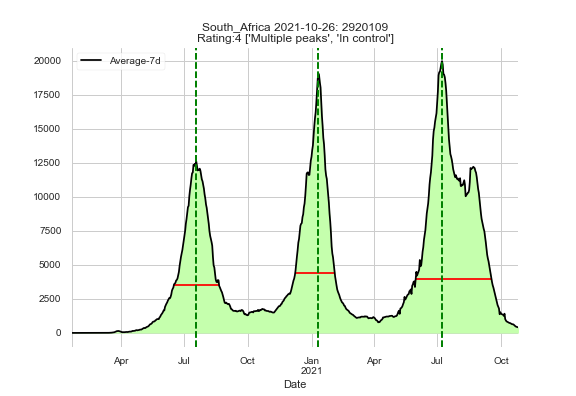 South_Africa 2021-10-26: 2920109
Rating:4 ['Multiple peaks', 'In control']
Average-7d
20000
17500
15000
12500
10000
7500
5000
2500
0
Apr Jul Oct Jan Apr Jul Oct
2021
Date